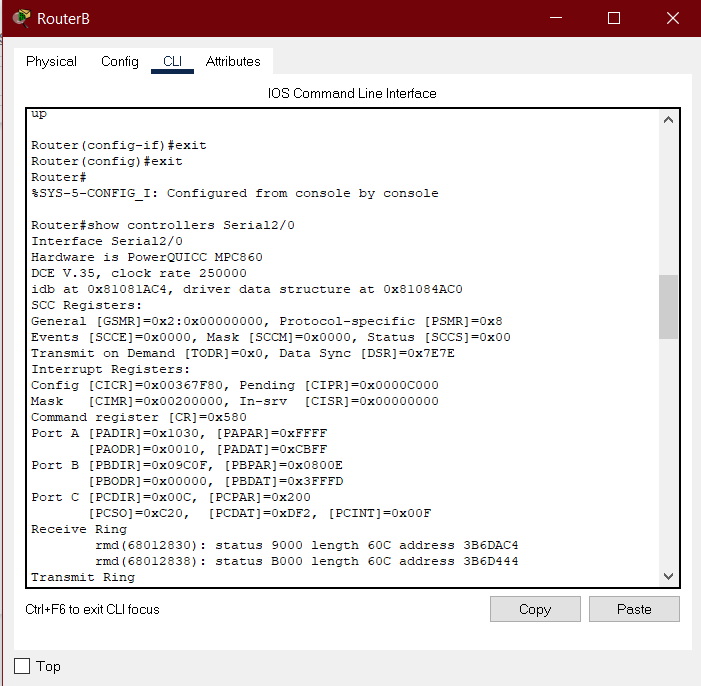 RouterB
Physical Config CLI Attributes
IOS Command Line Interface
up
Router(config-if)#exit
Router(config)#exit
Router#
%SYS-5-CONFIG_I: Configured from console by console
Router#show controllers Serial2/0
Interface Serial2/0
Hardware is PowerQUICC MPC860
DCE V.35, clock rate 250000
idb at 0x81081AC4, driver data structure at 0x81084AC0
SCC Registers:
General [GSMR]=0x2:0x00000000, Protocol-specific [PSMR]=0x8
Events [SCCE]=0x0000, Mask [SCCM]=0x0000, Status [SCCS]=0x00
Transmit on Demand [TODR]=0x0, Data Sync [DSR]=0x7E7E
Interrupt Registers:
Config [CICR]=0x00367F80, Pending [CIPR]=0x0000C000
Mask   [CIMR]=0x00200000, In-srv  [CISR]=0x00000000
Command register [CR]=0x580
Port A [PADIR]=0x1030, [PAPAR]=0xFFFF
       [PAODR]=0x0010, [PADAT]=0xCBFF
Port B [PBDIR]=0x09C0F, [PBPAR]=0x0800E
       [PBODR]=0x00000, [PBDAT]=0x3FFFD
Port C [PCDIR]=0x00C, [PCPAR]=0x200
       [PCSO]=0xC20,  [PCDAT]=0xDF2, [PCINT]=0x00F
Receive Ring
        rmd(68012830): status 9000 length 60C address 3B6DAC4
        rmd(68012838): status B000 length 60C address 3B6D444
Transmit Ring
Ctrl+F6 to exit CLI focus
Copy
Paste
Top